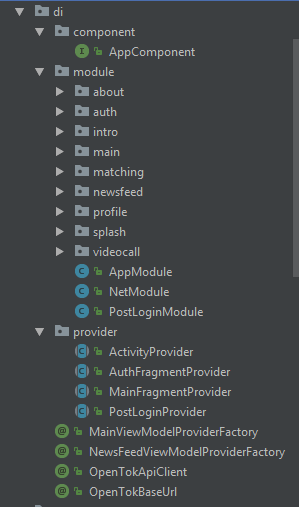 di
component
AppComponent
module
about
auth
intro
main
matching
newsfeed
profile
splash
videocall
AppModule
NetModule
PostLoginModule
provider
ActivityProvider
AuthFragmentProvider
MainFragmentProvider
PostLoginProvider
MainViewModelProviderFactory
NewsFeedViewModelProviderFactory
OpenTokApiClient
OpenTokBaseUrl